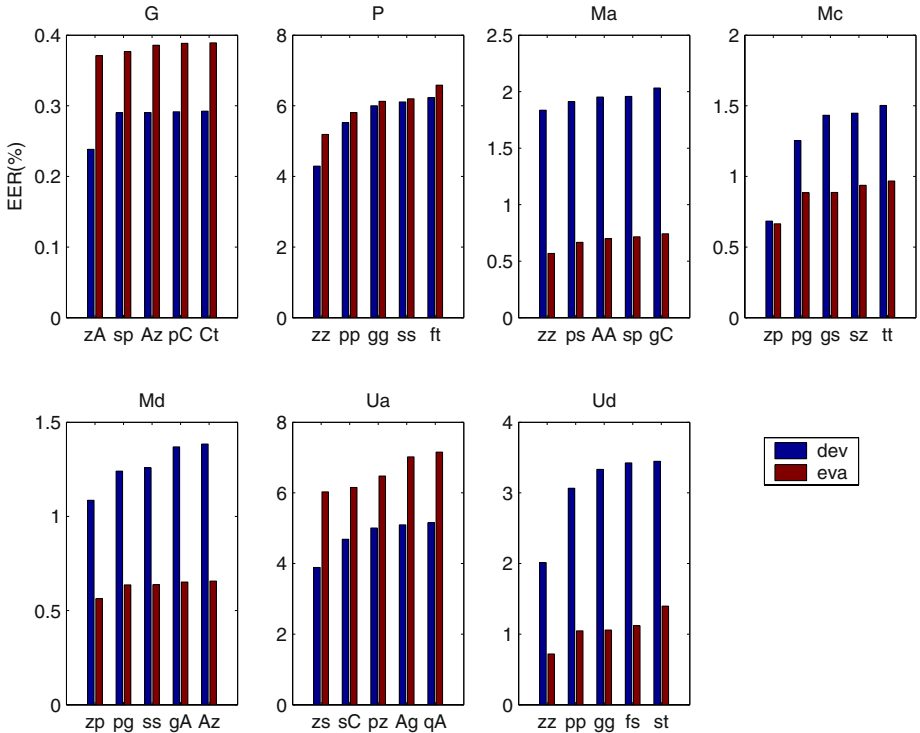 G
P
Ma
Mc
EER(%)
0.4
0.3
0.2
0.1
0
zA sp Az pC Ct
8
6
4
2
0
zz pp gg ss ft
2.5
2
1.5
1
0.5
0
zz ps AA sp gC
2
1.5
1
0.5
0
zp pg gs sz tt
Md
Ua
Ud
1.5
1
0.5
0
zp pg ss gA Az
8
6
4
2
0
zs sC pz Ag qA
4
3
2
1
0
zz pp gg fs st
dev
eva